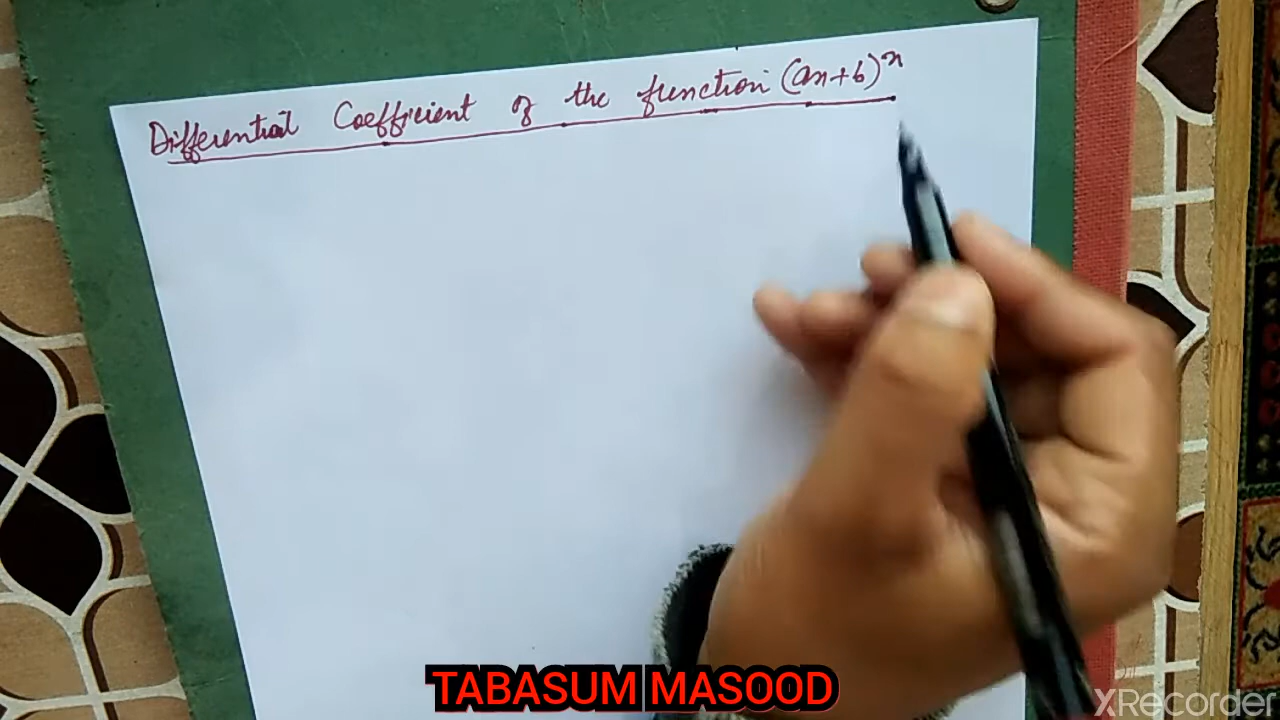 Differential Coefficient of the function (ax+b)^n
TABASUM MASOOD
XRecorder